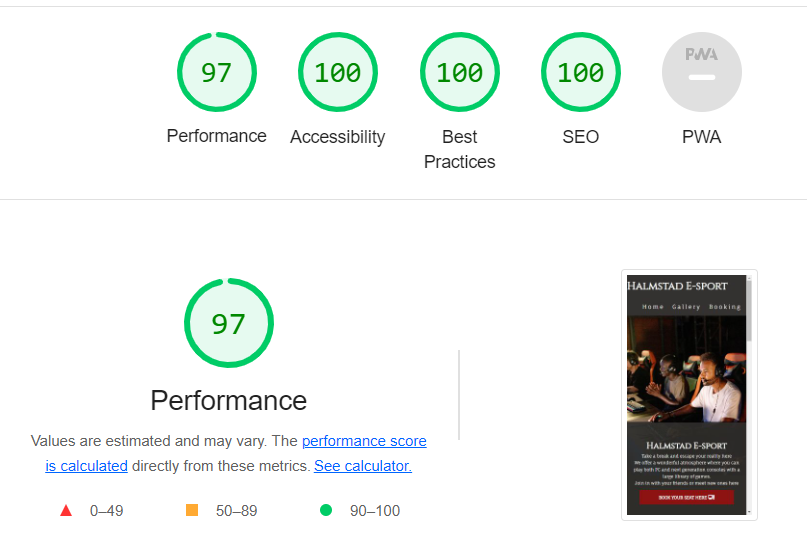 97 100 100 100 PWA
Performance Accessibility Best Practices SEO PWA
HALMSTAD E-SPORT
Home Gallery Booking
97
Performance
Values are estimated and may vary. The performance score
is calculated directly from these metrics. See calculator.
0–49 50–89 90–100
HALMSTAD E-SPORT
Take a break and escape your reality here
We offer a wonderful atmosphere where you can
play both PC and next generation consoles with a
large library of games.
Join in with your friends or meet new ones here
BOOK YOUR SEAT HERE